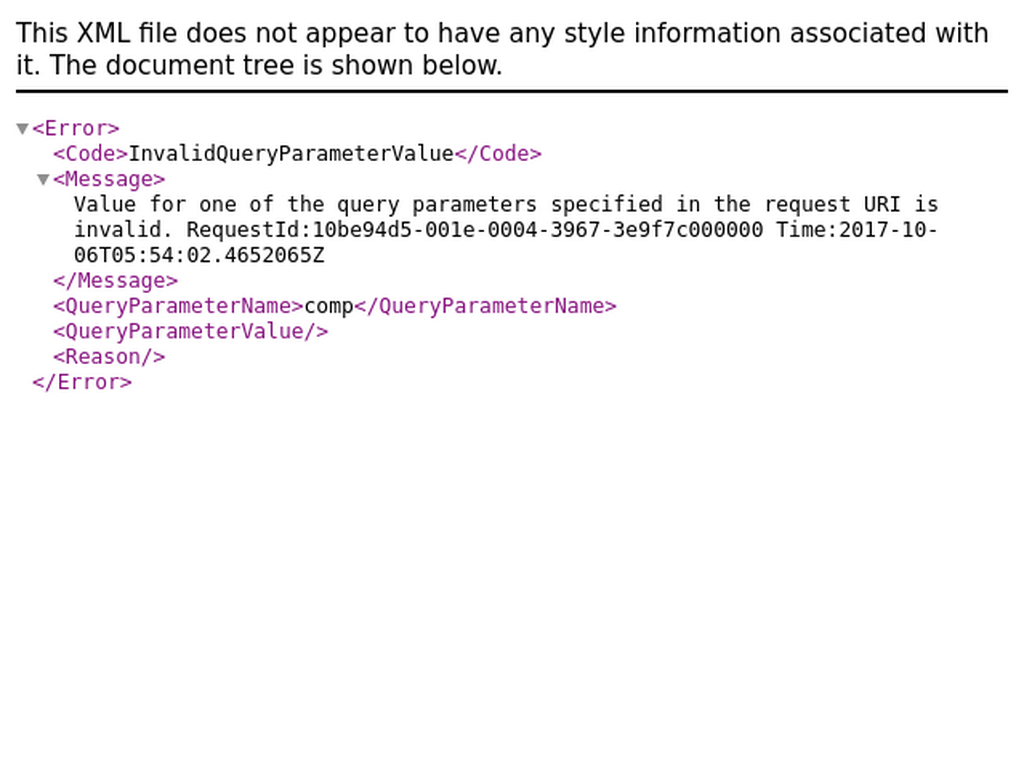 This XML file does not appear to have any style information associated with
it. The document tree is shown below.
▼<Error>
<Code>InvalidQueryParameterValue</Code>
▼<Message>
Value for one of the query parameters specified in the request URI is
invalid. RequestId:10be94d5-001e-0004-3967-3e9f7c000000 Time:2017-10-
06T05:54:02.4652065Z
</Message>
<QueryParameterName>comp</QueryParameterName>
<QueryParameterValue/>
<Reason/>
</Error>